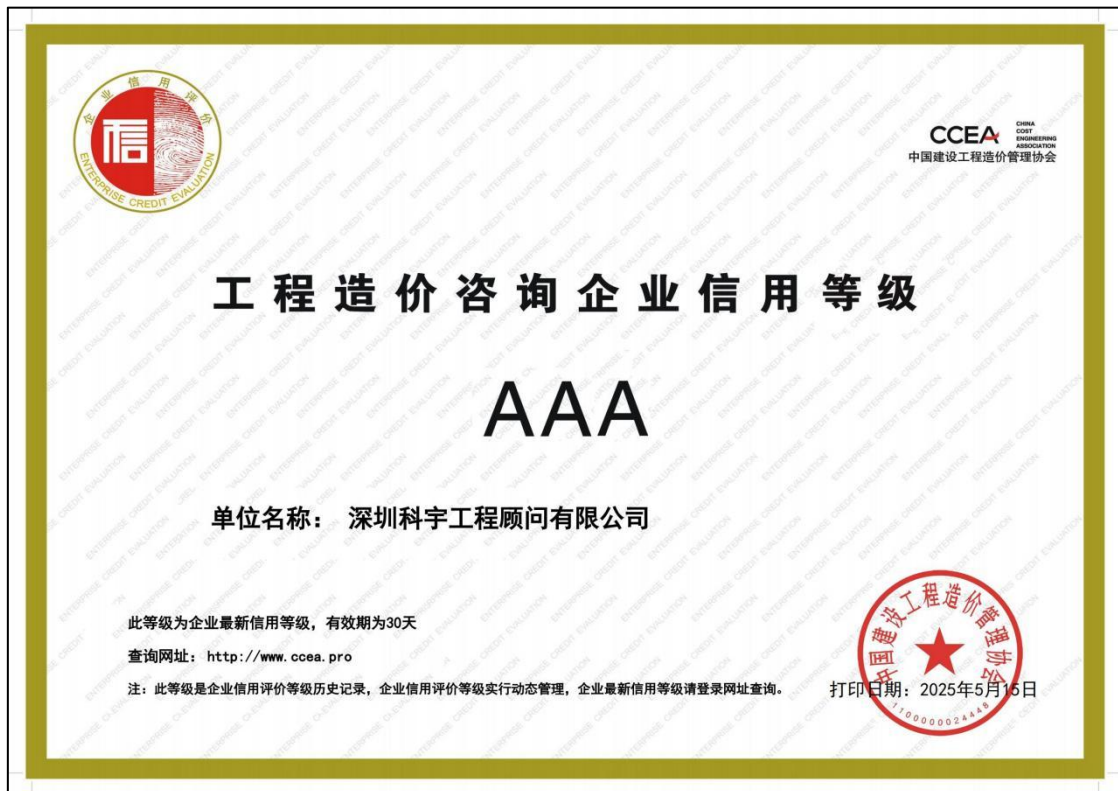 企业信用评价
信
ENTERPRISE CREDIT EVALUATION
CCEA
CHINA
COST
ENGINEERING
ASSOCIATION
中国建设工程造价管理协会
工程造价咨询企业信用等级
AAA
单位名称： 深圳科宇工程顾问有限公司
此等级为企业最新信用等级，有效期为30天
查询网址：http://www.ccea.pro
注：此等级是企业信用评价等级历史记录，企业信用评价等级实行动态管理，企业最新信用等级请登录网址查询。
打印日期：2025年5月15日
中国建设工程造价管理协会
1100000024448